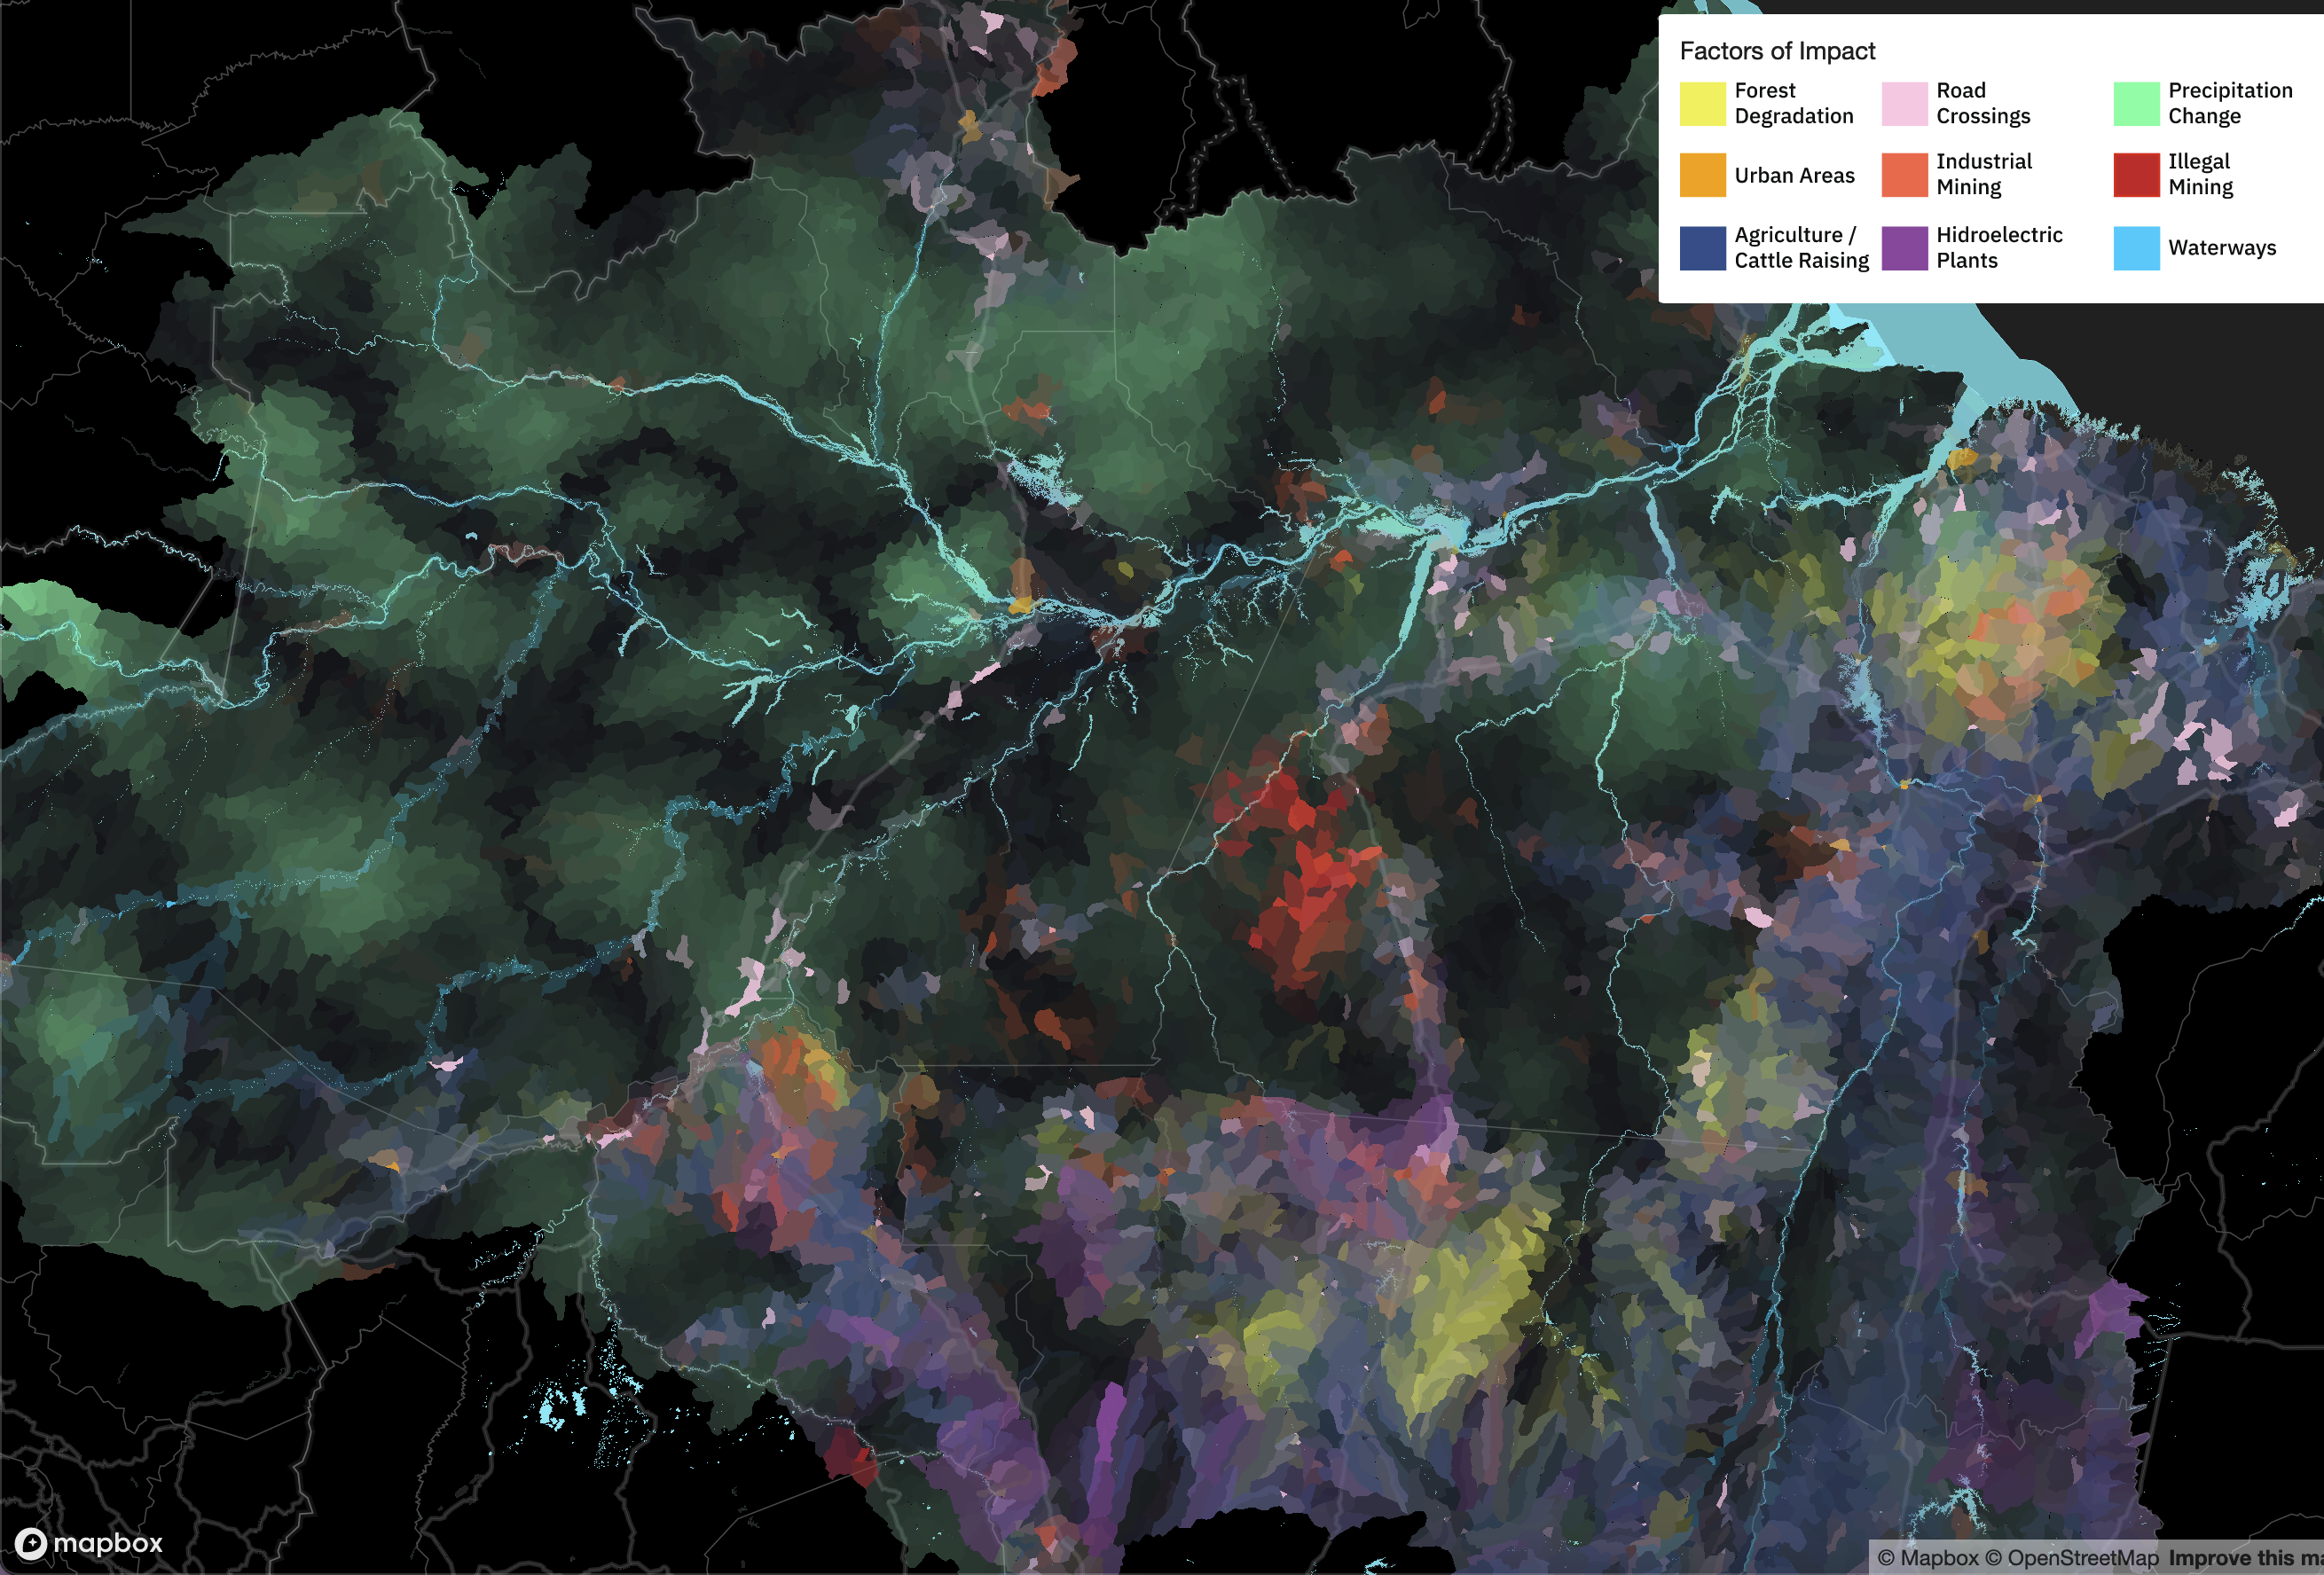 Factors of Impact
Forest
Degradation
Road
Crossings
Precipitation
Change
Urban Areas
Industrial
Mining
Illegal
Mining
Agriculture /
Cattle Raising
Hidroelectric
Plants
Waterways
mapbox
© Mapbox © OpenStreetMap Improve this ma